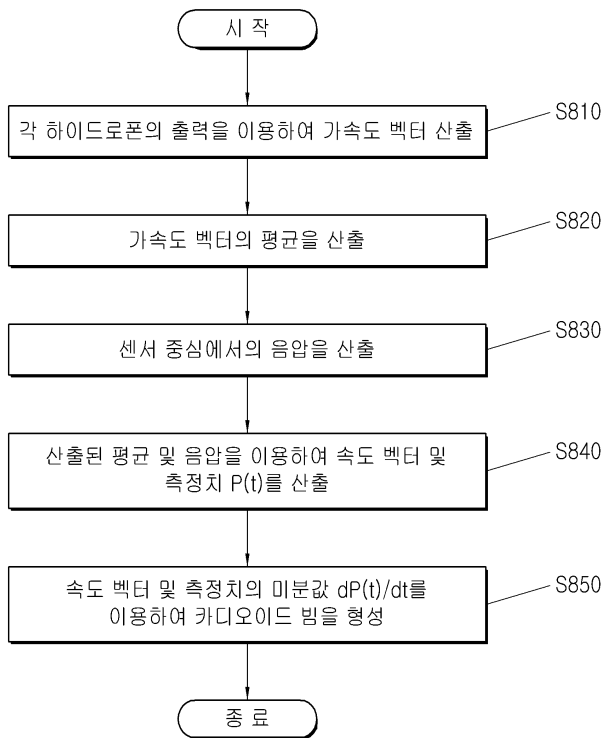 시 작
각 하이드로폰의 출력을 이용하여 가속도 벡터 산출
S810
가속도 벡터의 평균을 산출
S820
센서 중심에서의 음압을 산출
S830
산출된 평균 및 음압을 이용하여 속도 벡터 및
측정치 P(t)를 산출
S840
속도 벡터 및 측정치의 미분값 dP(t)/dt를
이용하여 카디오이드 빔을 형성
S850
종 료